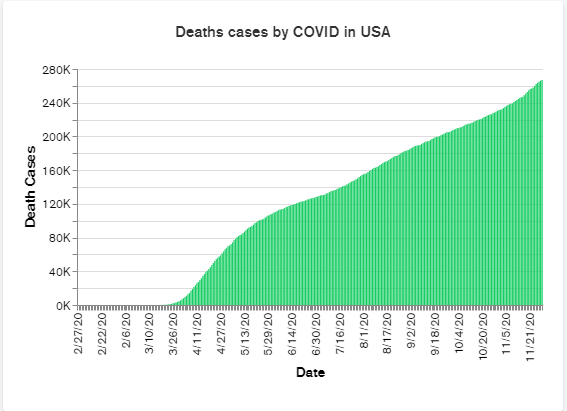 Deaths cases by COVID in USA
280K
240K
200K
160K
120K
80K
40K
0K
Death Cases
2/27/20
2/22/20
2/6/20
3/10/20
3/26/20
4/11/20
4/27/20
5/13/20
5/29/20
6/14/20
6/30/20
7/16/20
8/1/20
8/17/20
9/2/20
9/18/20
10/4/20
10/20/20
11/5/20
11/21/20
Date